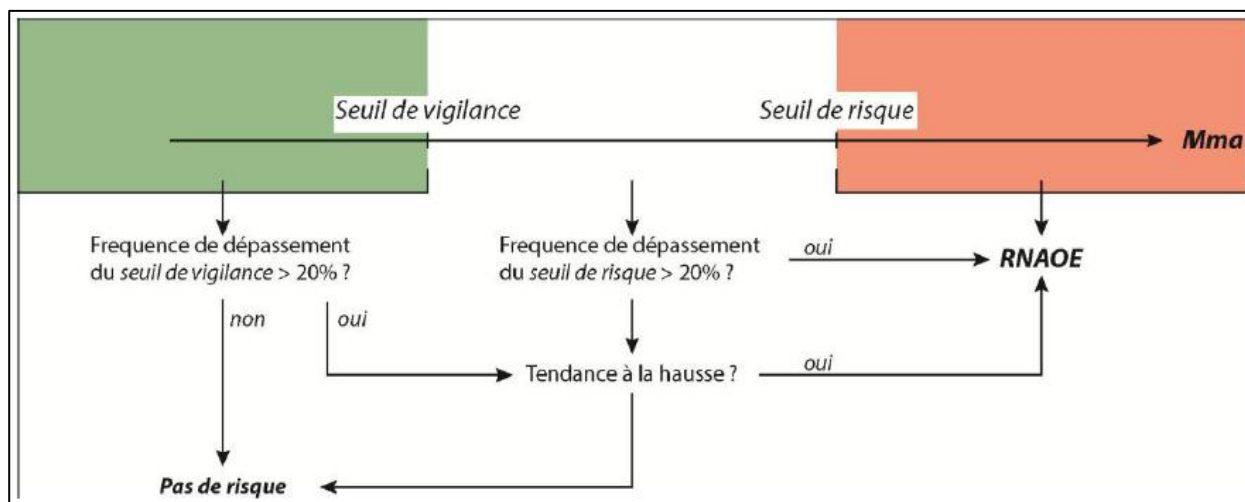 Seuil de vigilance
Seuil de risque
Mma
Frequence de dépassement
du seuil de vigilance > 20% ?
Frequence de dépassement
du seuil de risque > 20% ?
oui
RNAOE
non
oui
Tendance à la hausse ?
oui
Pas de risque